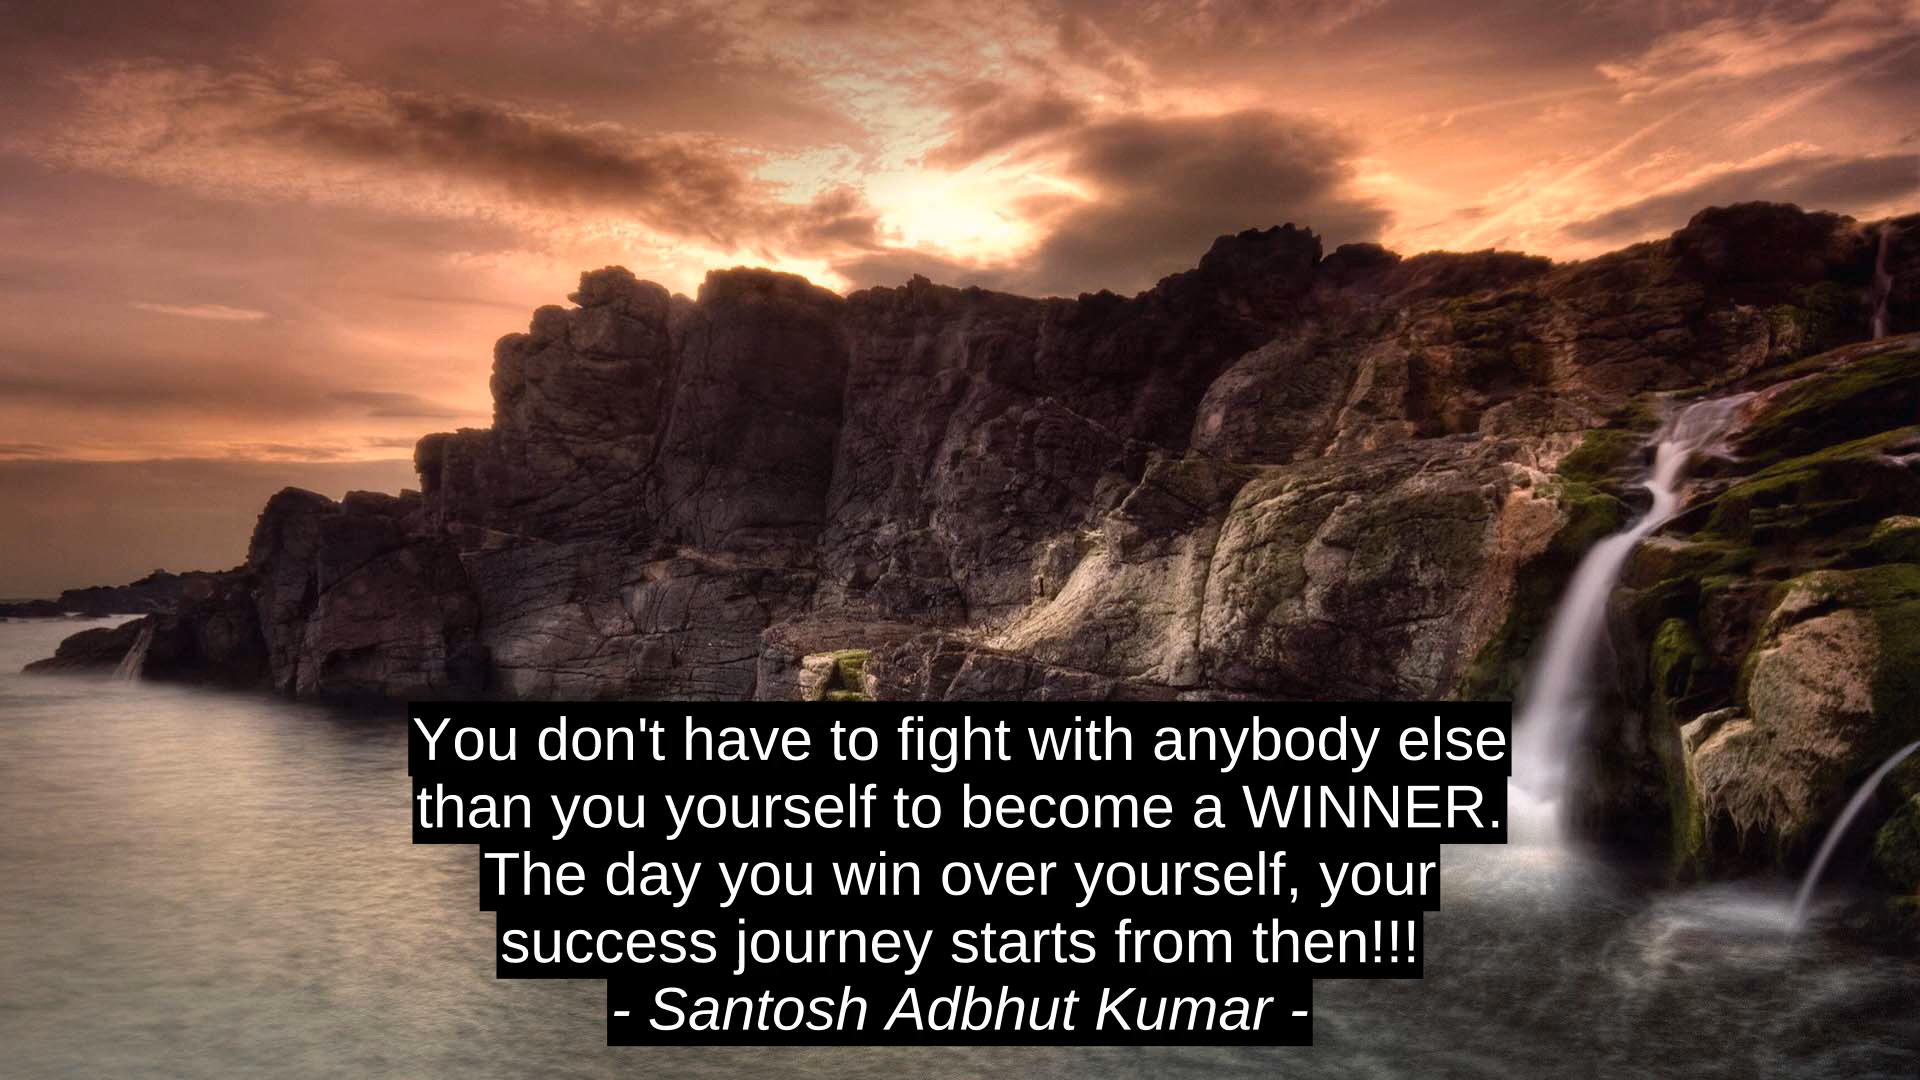 You don't have to fight with anybody else
than you yourself to become a WINNER.
The day you win over yourself, your
success journey starts from then!!!
- Santosh Adbhut Kumar -